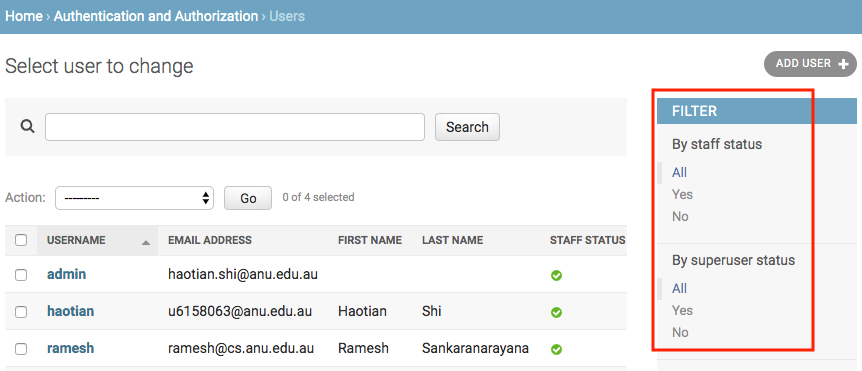 Home › Authentication and Authorization › Users
Select user to change
ADD USER +
Search
Action: --------- Go 0 of 4 selected
USERNAME EMAIL ADDRESS FIRST NAME LAST NAME STAFF STATUS
admin haotian.shi@anu.edu.au
haotian u6158063@anu.edu.au Haotian Shi
ramesh ramesh@cs.anu.edu.au Ramesh Sankaranarayana
FILTER
By staff status
All
Yes
No
By superuser status
All
Yes
No